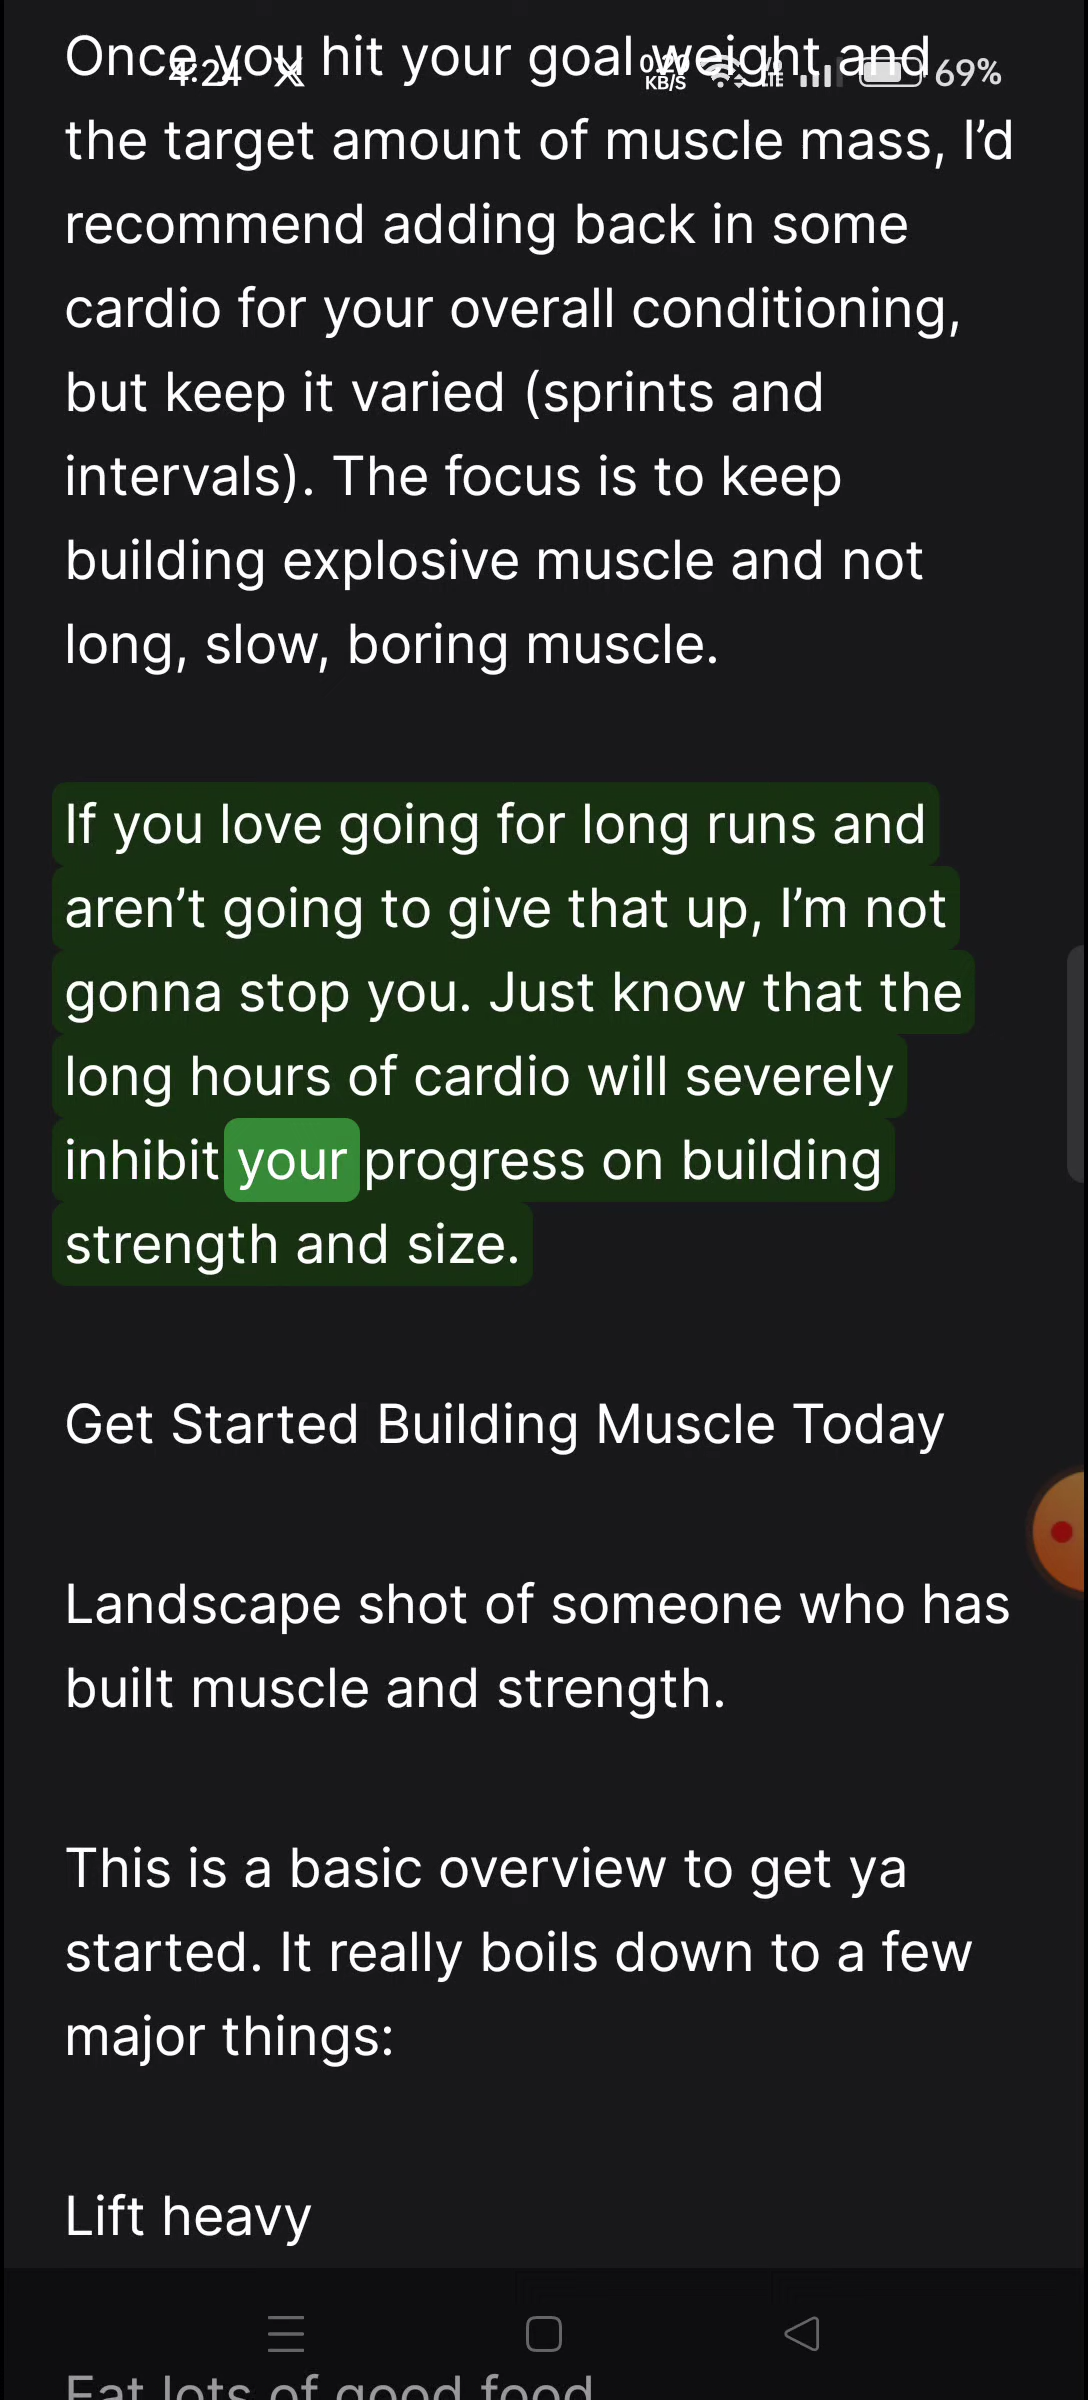 Once you hit your goal weight and
4:24
0.20 KB/S
LTE
69%
the target amount of muscle mass, I’d
recommend adding back in some
cardio for your overall conditioning,
but keep it varied (sprints and
intervals). The focus is to keep
building explosive muscle and not
long, slow, boring muscle.
If you love going for long runs and
aren’t going to give that up, I’m not
gonna stop you. Just know that the
long hours of cardio will severely
inhibit your progress on building
strength and size.
Get Started Building Muscle Today
Landscape shot of someone who has
built muscle and strength.
This is a basic overview to get ya
started. It really boils down to a few
major things:
Lift heavy
Eat lots of good food